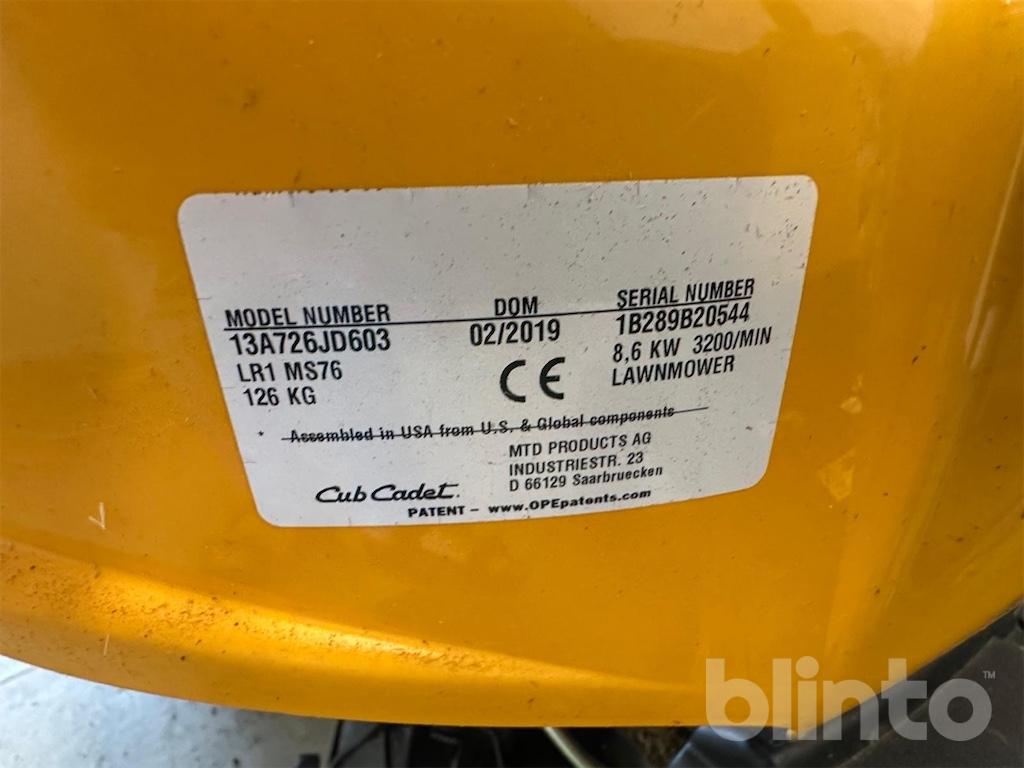 MODEL NUMBER DOM SERIAL NUMBER
13A726JD603 02/2019 1B289B20544
LR1 MS76 8,6 KW 3200/MIN
126 KG CE LAWNMOWER
* Assembled in USA from U.S. & Global components
MTD PRODUCTS AG
INDUSTRIESTR. 23
D 66129 Saarbruecken
Cub Cadet.
PATENT – www.OPEpatents.com
blinto™